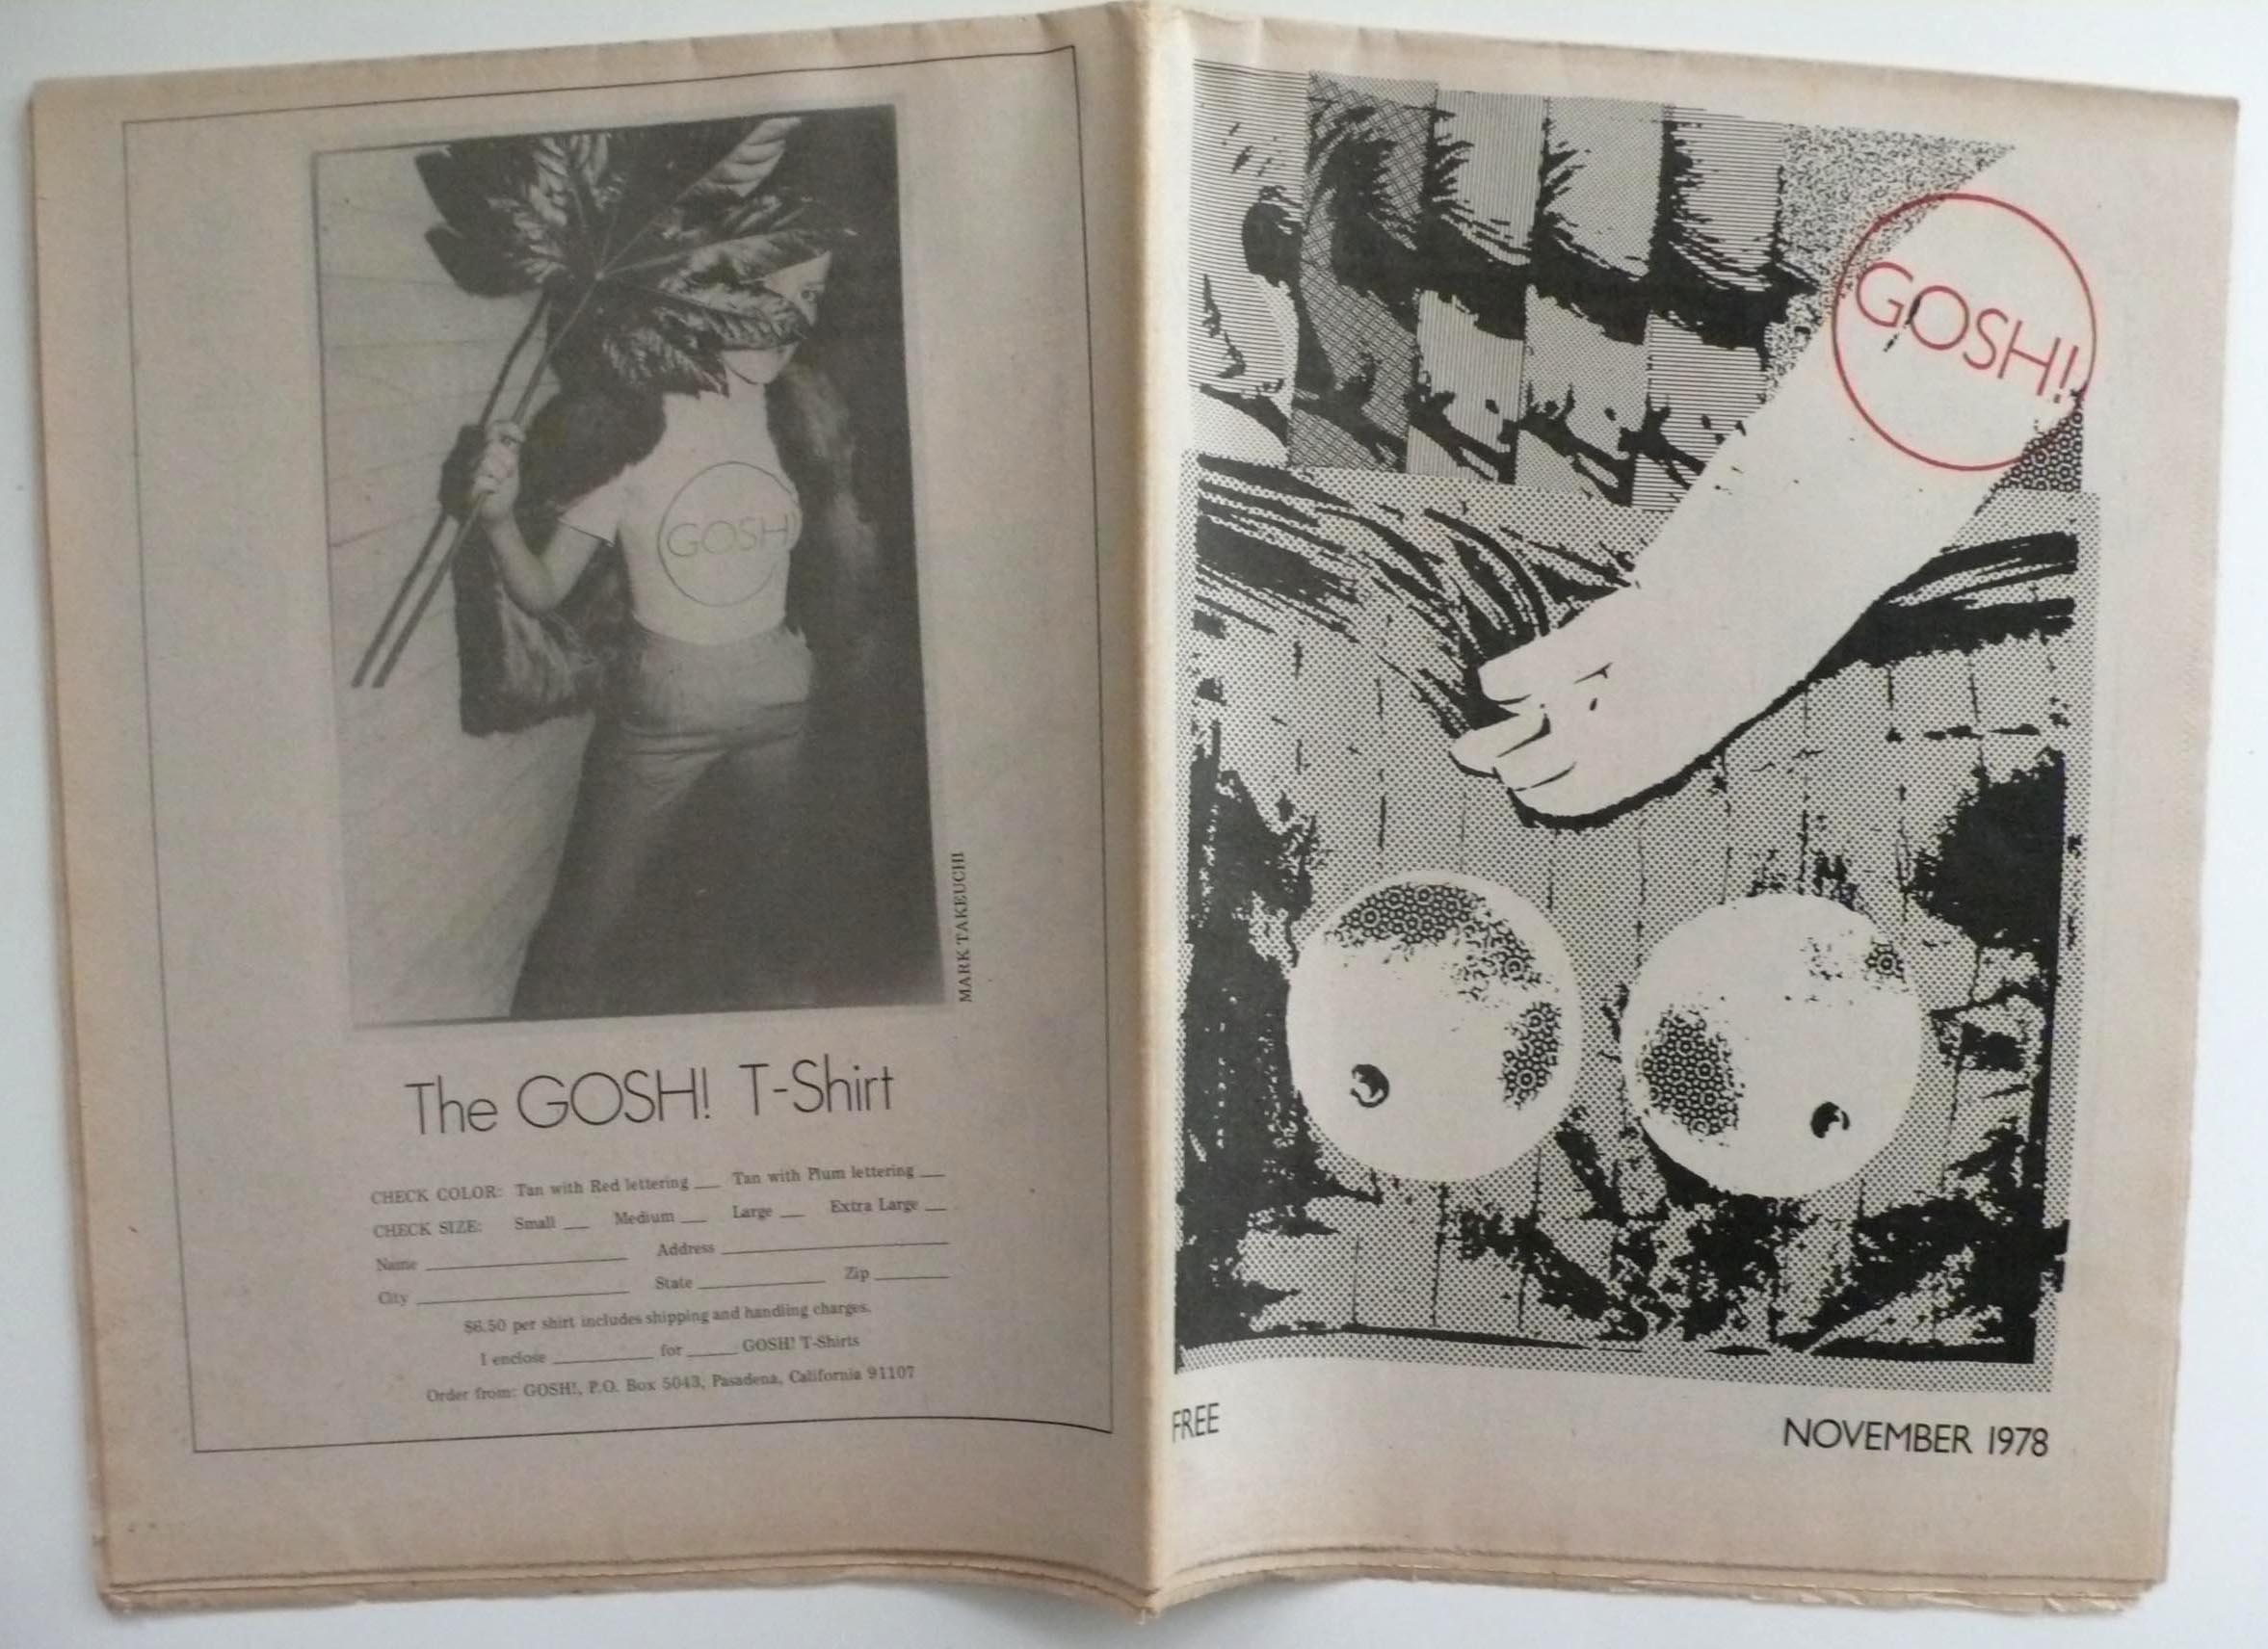 GOSH!
MARK TAKEUCHI
The GOSH! T-Shirt
CHECK COLOR: Tan with Red lettering ___ Tan with Plum lettering ___
CHECK SIZE: Small ___ Medium ___ Large ___ Extra Large ___
Name ___ Address ___
City ___ State ___ Zip ___
$6.50 per shirt includes shipping and handling charges.
I enclose ___ for ___ GOSH! T-Shirts
Order from: GOSH!, P.O. Box 5043, Pasadena, California 91107
GOSH!
FREE
NOVEMBER 1978